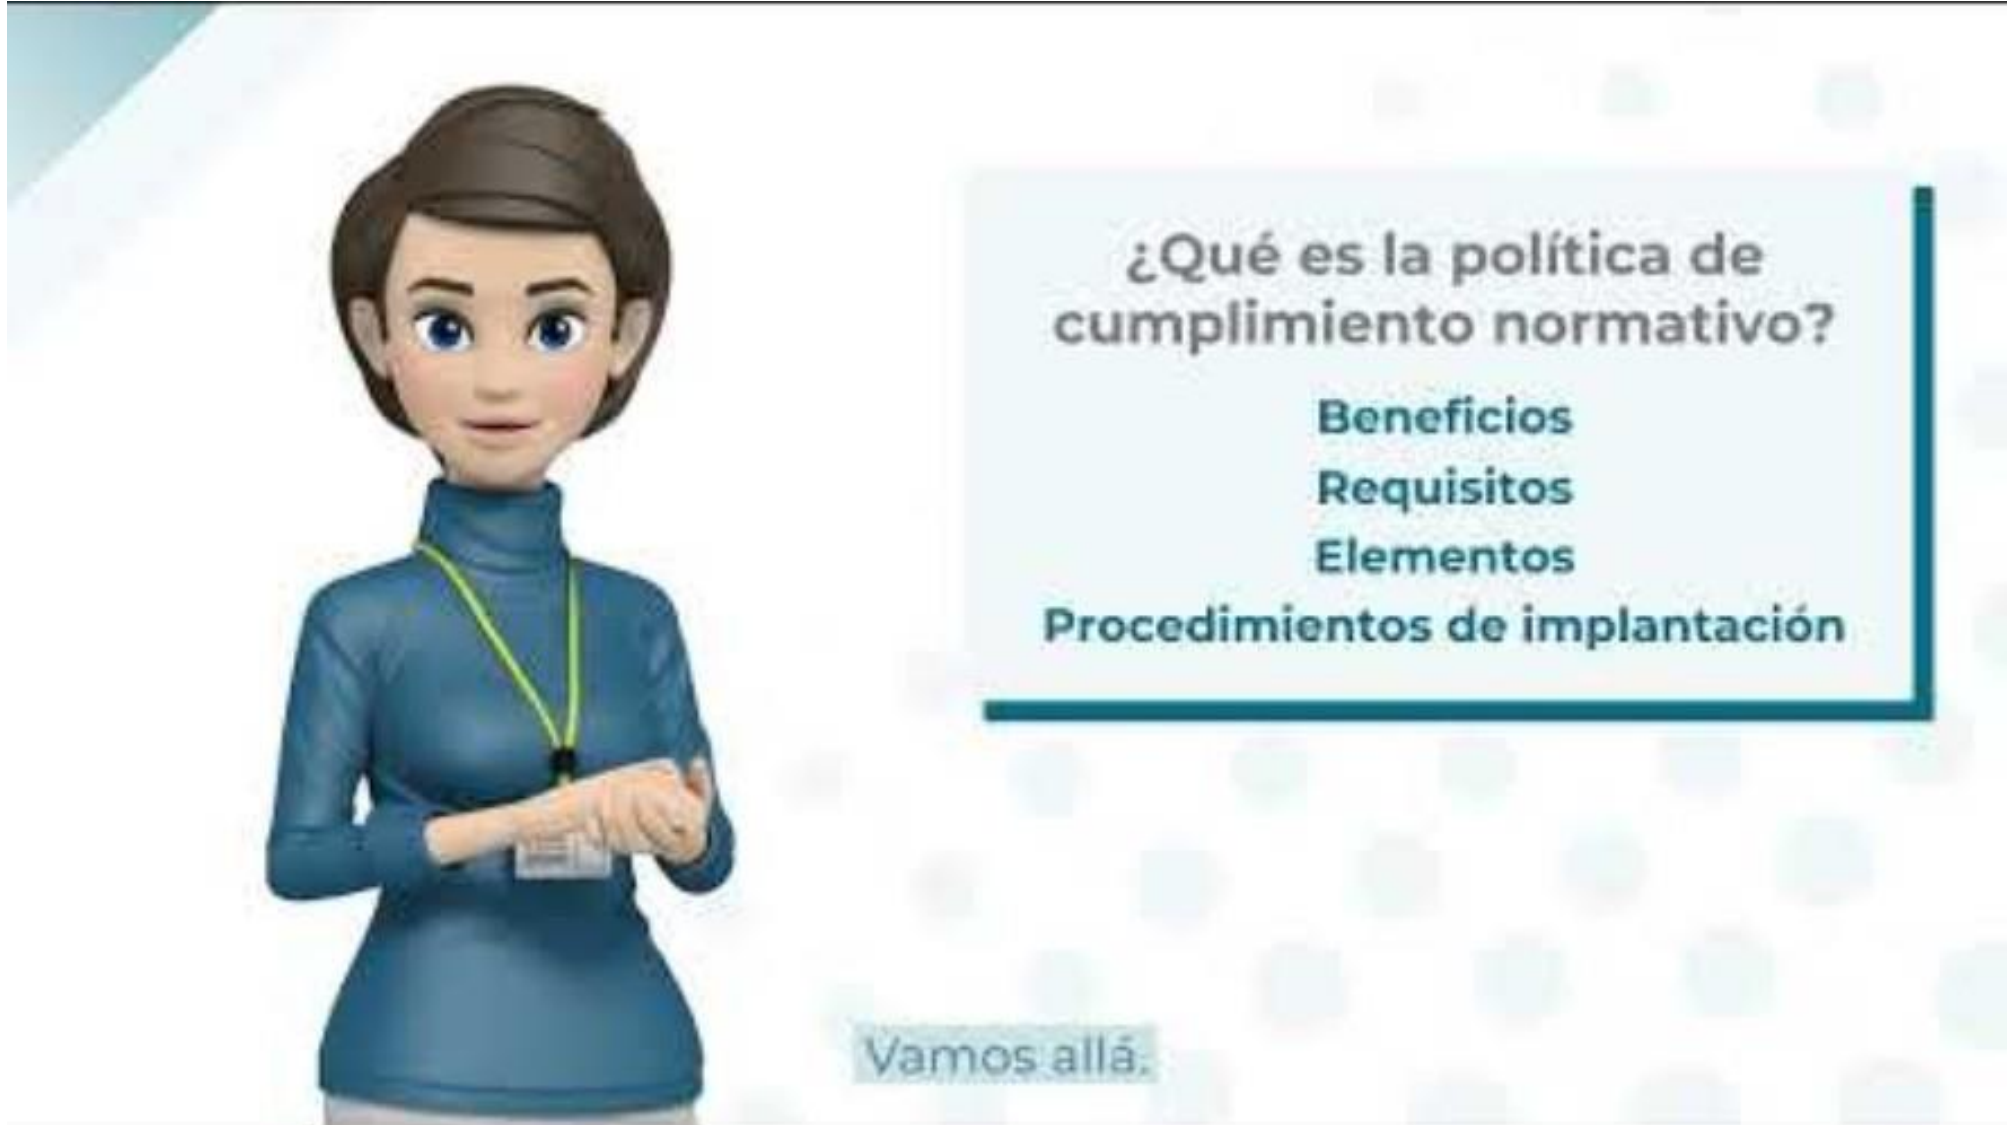 ¿Qué es la política de
cumplimiento normativo?
Beneficios
Requisitos
Elementos
Procedimientos de implantación
Vamos allá.